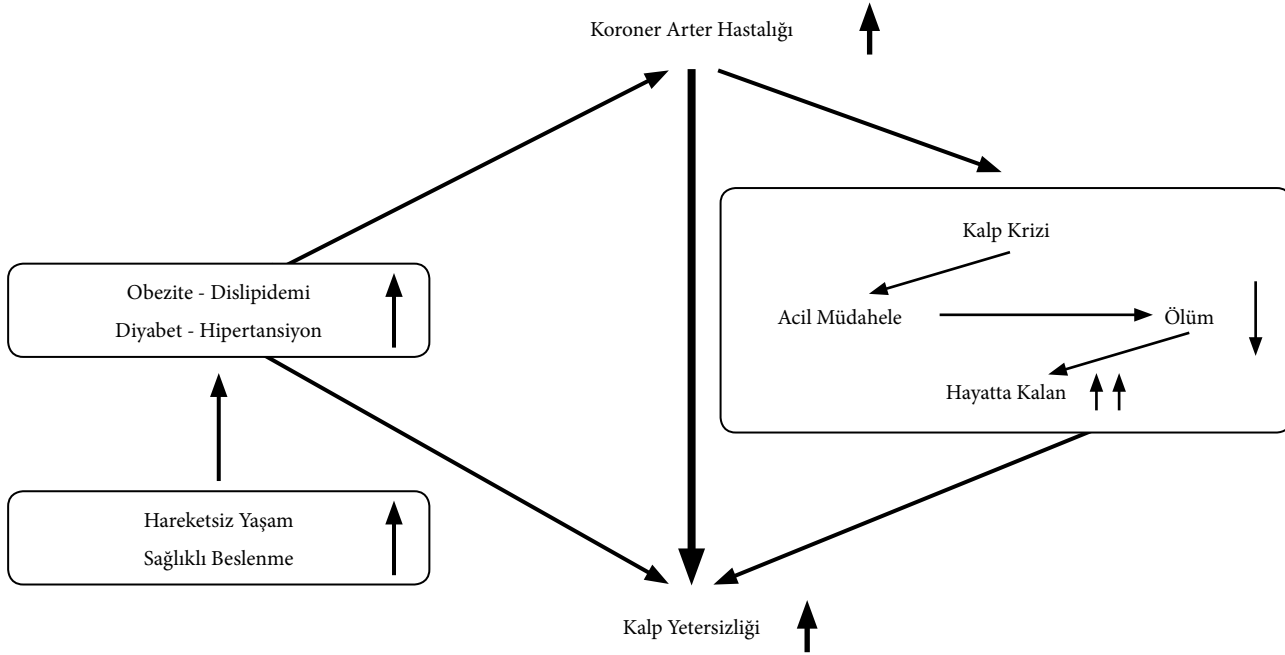 Koroner Arter Hastalığı
Kalp Krizi
Obezite - Dislipidemi
Diyabet - Hipertansiyon
Acil Müdahele
Ölüm
Hayatta Kalan
Hareketsiz Yaşam
Sağlıklı Beslenme
Kalp Yetersizliği